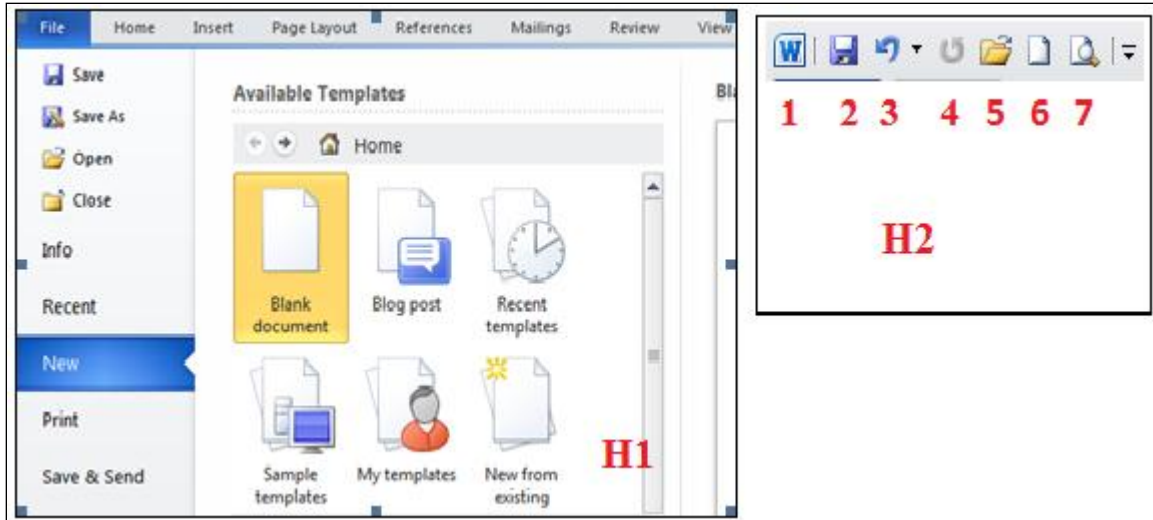 File Home Insert Page Layout References Mailings Review View
Save
Save As
Open
Close
Info
Recent
New
Print
Save & Send
Available Templates
Home
Blank
document
Blog post
Recent
templates
Sample
templates
My templates
New from
existing
H1
W
1 2 3 4 5 6 7
H2